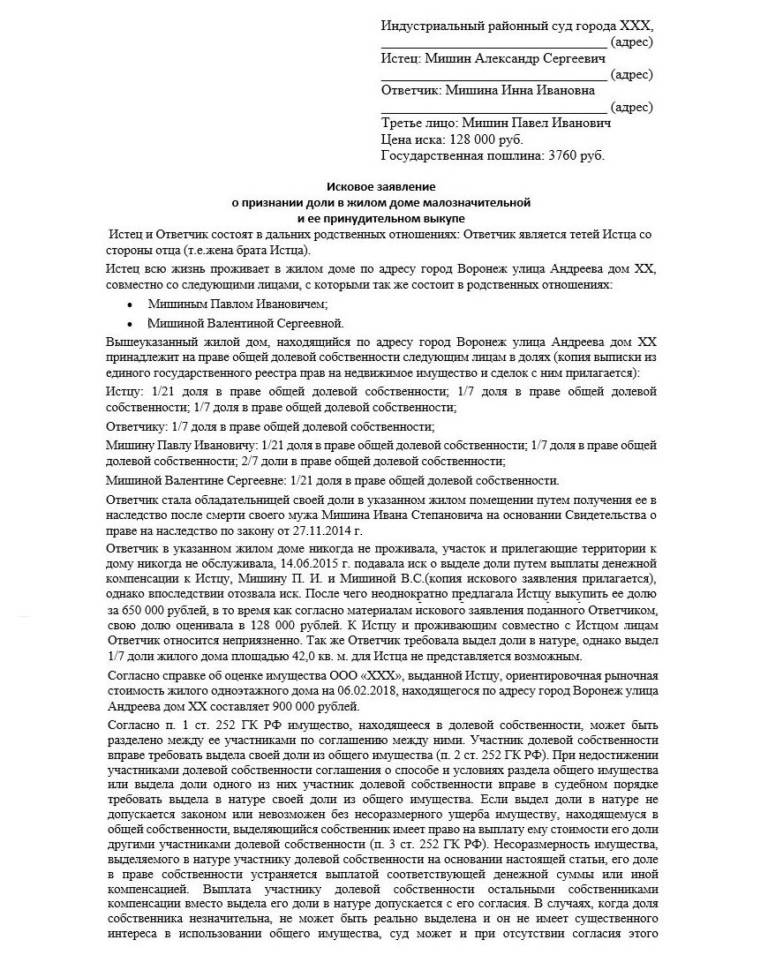 Индустриальный районный суд города XXX,
_________________________________ (адрес)
Истец: Мишин Александр Сергеевич
_________________________________ (адрес)
Ответчик: Мишина Инна Ивановна
_________________________________ (адрес)
Третье лицо: Мишин Павел Иванович
Цена иска: 128 000 руб.
Государственная пошлина: 3760 руб.
Исковое заявление
о признании доли в жилом доме малозначительной
и ее принудительном выкупе
Истец и Ответчик состоят в дальних родственных отношениях: Ответчик является тетей Истца со
стороны отца (т.е.жена брата Истца).
Истец всю жизнь проживает в жилом доме по адресу город Воронеж улица Андреева дом XX,
совместно со следующими лицами, с которыми так же состоит в родственных отношениях:
• Мишиным Павлом Ивановичем;
• Мишиной Валентиной Сергеевной.
Вышеуказанный жилой дом, находящийся по адресу город Воронеж улица Андреева дом XX
принадлежит на праве общей долевой собственности следующим лицам в долях (копия выписки из
единого государственного реестра прав на недвижимое имущество и сделок с ним прилагается):
Истцу: 1/21 доля в праве общей долевой собственности; 1/7 доля в праве общей долевой
собственности; 1/7 доля в праве общей долевой собственности;
Ответчику: 1/7 доля в праве общей долевой собственности;
Мишину Павлу Ивановичу: 1/21 доля в праве общей долевой собственности; 1/7 доля в праве общей
долевой собственности; 2/7 доля в праве общей долевой собственности;
Мишиной Валентине Сергеевне: 1/21 доля в праве общей долевой собственности.
Ответчик стала обладательницей своей доли в указанном жилом помещении путем получения ее в
наследство после смерти своего мужа Мишина Ивана Степановича на основании Свидетельства о
праве на наследство по закону от 27.11.2014 г.
Ответчик в указанном жилом доме никогда не проживала, участок и прилегающие территории к
дому никогда не обслуживала, 14.06.2015 г. подавала иск о выделе доли путем выплаты денежной
компенсации к Истцу, Мишину П. И. и Мишиной В.С.(копия искового заявления прилагается),
однако впоследствии отозвала иск. После чего неоднократно предлагала Истцу выкупить ее долю
за 650 000 рублей, в то время как согласно материалам искового заявления поданного Ответчиком,
свою долю оценивала в 128 000 рублей. К Истцу и проживающим совместно с Истцом лицам
Ответчик относится неприязненно. Так же Ответчик требовала выдел доли в натуре, однако выдел
1/7 доли жилого дома площадью 42,0 кв. м. для Истца не представляется возможным.
Согласно справке об оценке имущества ООО «XXX», выданной Истцу, ориентировочная рыночная
стоимость жилого одноэтажного дома на 06.02.2018, находящегося по адресу город Воронеж улица
Андреева дом XX составляет 900 000 рублей.
Согласно п. 1 ст. 252 ГК РФ имущество, находящееся в долевой собственности, может быть
разделено между ее участниками по соглашению между ними. Участник долевой собственности
вправе требовать выдела своей доли из общего имущества (п. 2 ст. 252 ГК РФ). При недостижении
участниками долевой собственности соглашения о способе и условиях раздела общего имущества
или выдела доли одного из них участник долевой собственности вправе в судебном порядке
требовать выдела в натуре своей доли из общего имущества. Если выдел доли в натуре не
допускается законом или невозможен без несоразмерного ущерба имуществу, находящемуся в
общей собственности, выделяющийся собственник имеет право на выплату ему стоимости его доли
другими участниками долевой собственности (п. 3 ст. 252 ГК РФ). Несоразмерность имущества,
выделяемого в натуре участнику долевой собственности на основании настоящей статьи, его доле
в праве собственности устраняется выплатой соответствующей денежной суммы или иной
компенсацией. Выплата участнику долевой собственности остальными собственниками
компенсации вместо выдела его доли в натуре допускается с его согласия. В случаях, когда доля
собственника незначительна, не может быть реально выделена и он не имеет существенного
интереса в использовании общего имущества, суд может и при отсутствии согласия этого